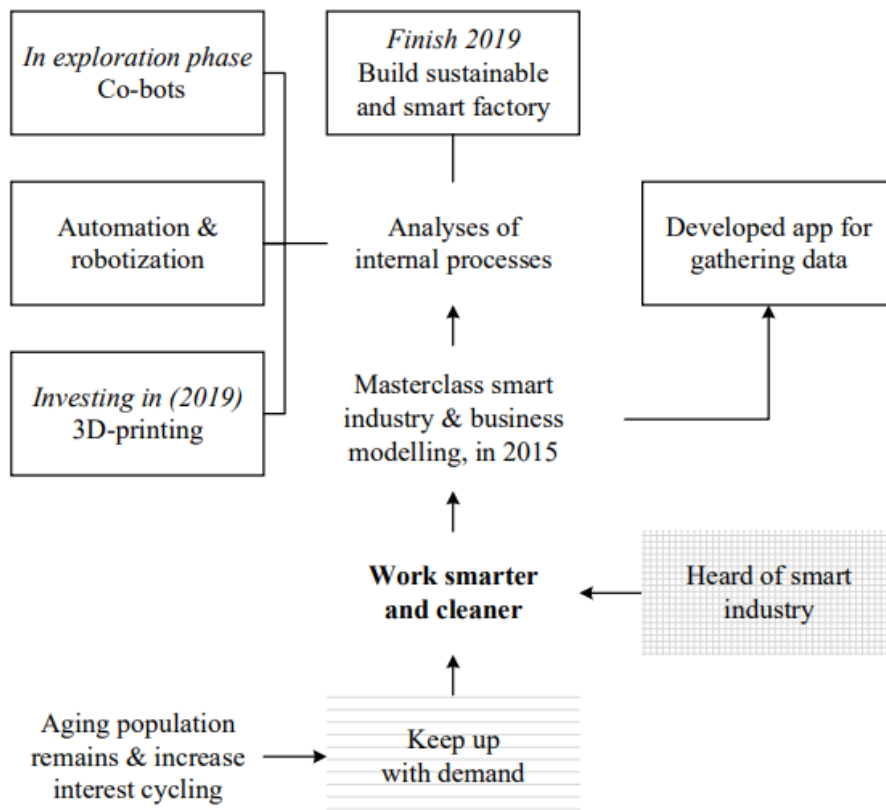 In exploration phase
Co-bots
Finish 2019
Build sustainable
and smart factory
Automation &
robotization
Analyses of
internal processes
Developed app for
gathering data
Investing in (2019)
3D-printing
Masterclass smart
industry & business
modelling, in 2015
Work smarter
and cleaner
Heard of smart
industry
Aging population
remains & increase
interest cycling
Keep up
with demand